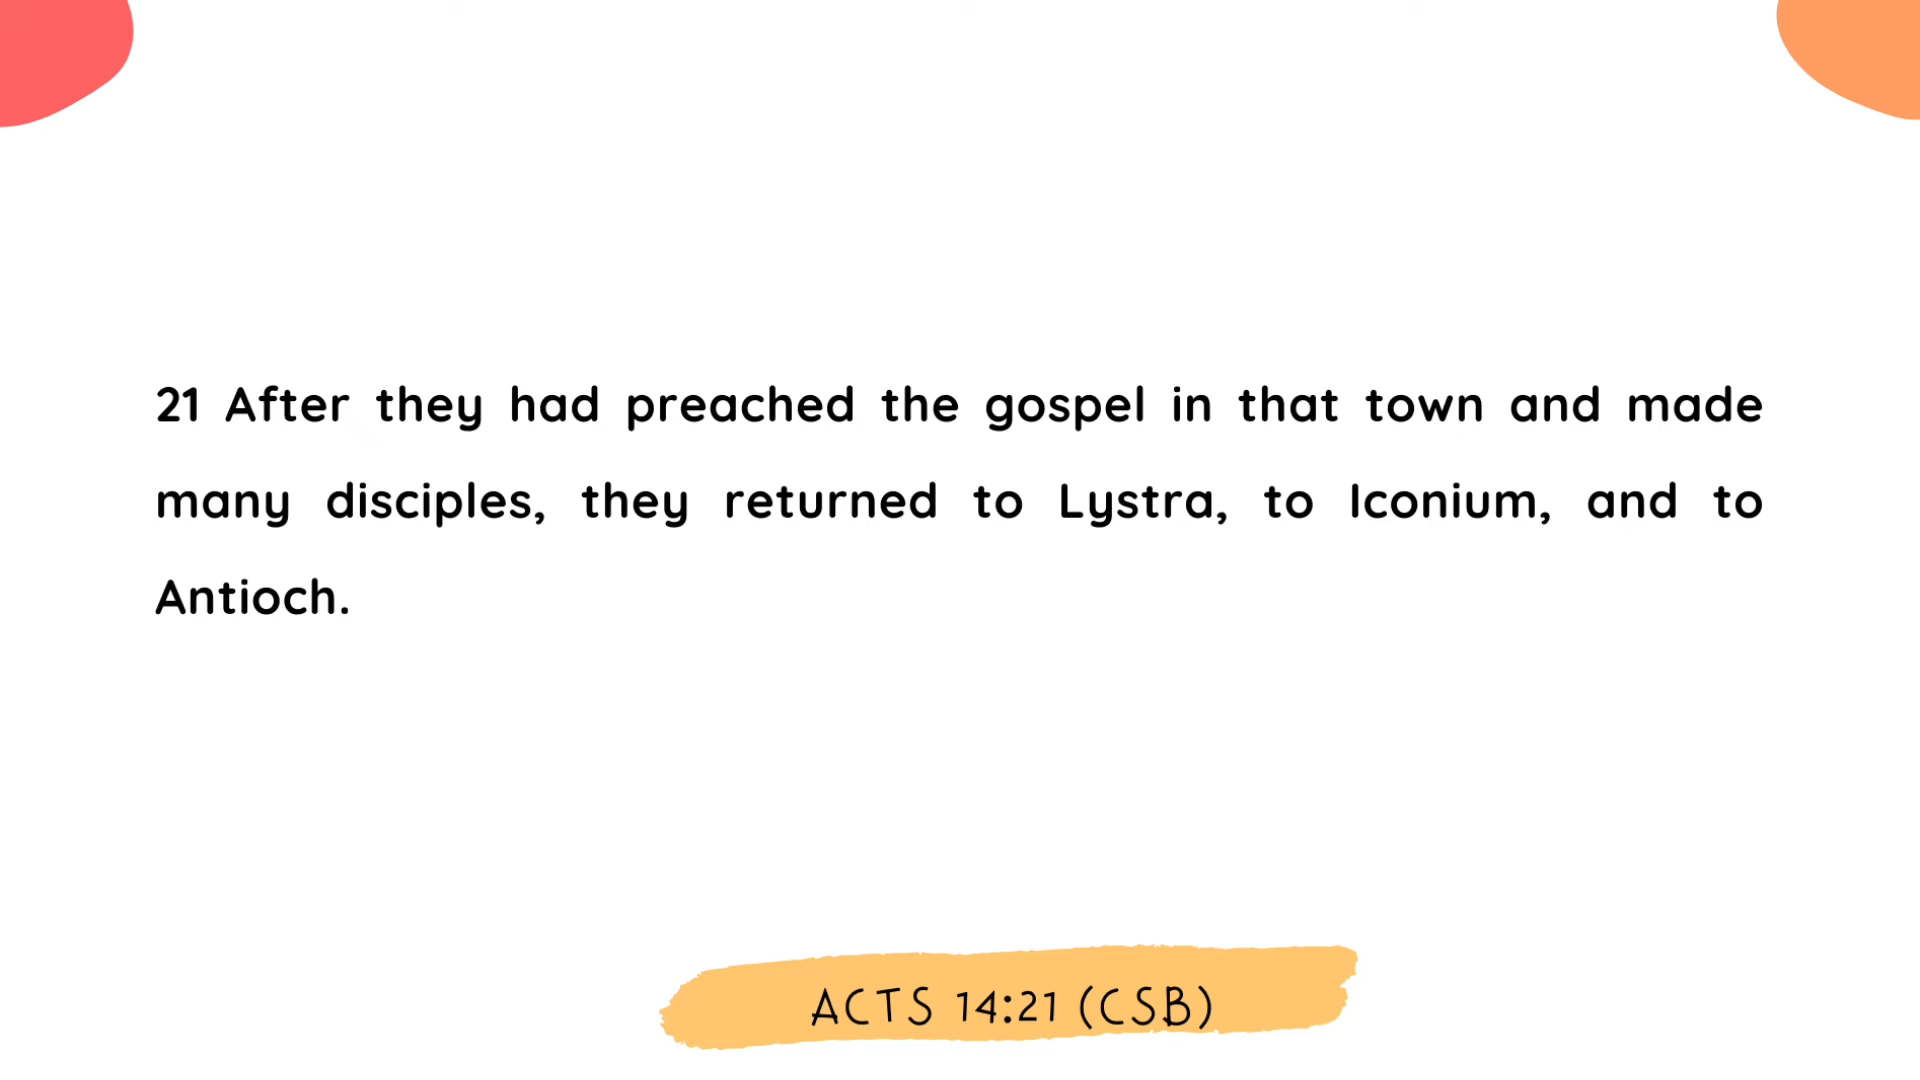 21 After they had preached the gospel in that town and made
many disciples, they returned to Lystra, to Iconium, and to
Antioch.
ACTS 14:21 (CSB)